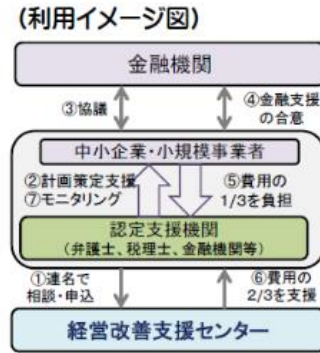 (利用イメージ図)
金融機関
③協議
④金融支援
の合意
中小企業・小規模事業者
②計画策定支援
⑦モニタリング
⑤費用の
1/3を負担
認定支援機関
(弁護士、税理士、金融機関等)
①連名で
相談・申込
⑥費用の
2/3を支援
経営改善支援センター